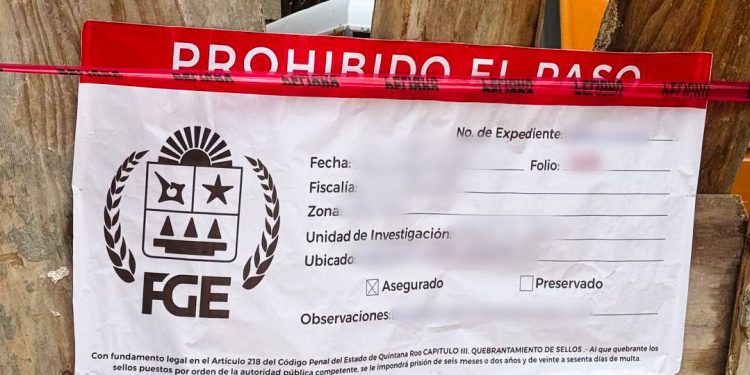 PROHIBIDO EL PASO
No. de Expediente:
Fecha:
Folio:
Fiscalía:
Zona:
Unidad de Investigación:
Ubicado:
Asegurado
Preservado
Observaciones:
FGE
Con fundamento legal en el Artículo 218 del Código Penal del Estado de Quintana Roo CAPITULO III. QUEBRANTAMIENTO DE SELLOS .- Al que quebrante los
sellos puestos por orden de la autoridad pública competente, se le impondrá prisión de seis meses o dos años y de veinte a sesenta días de multa.